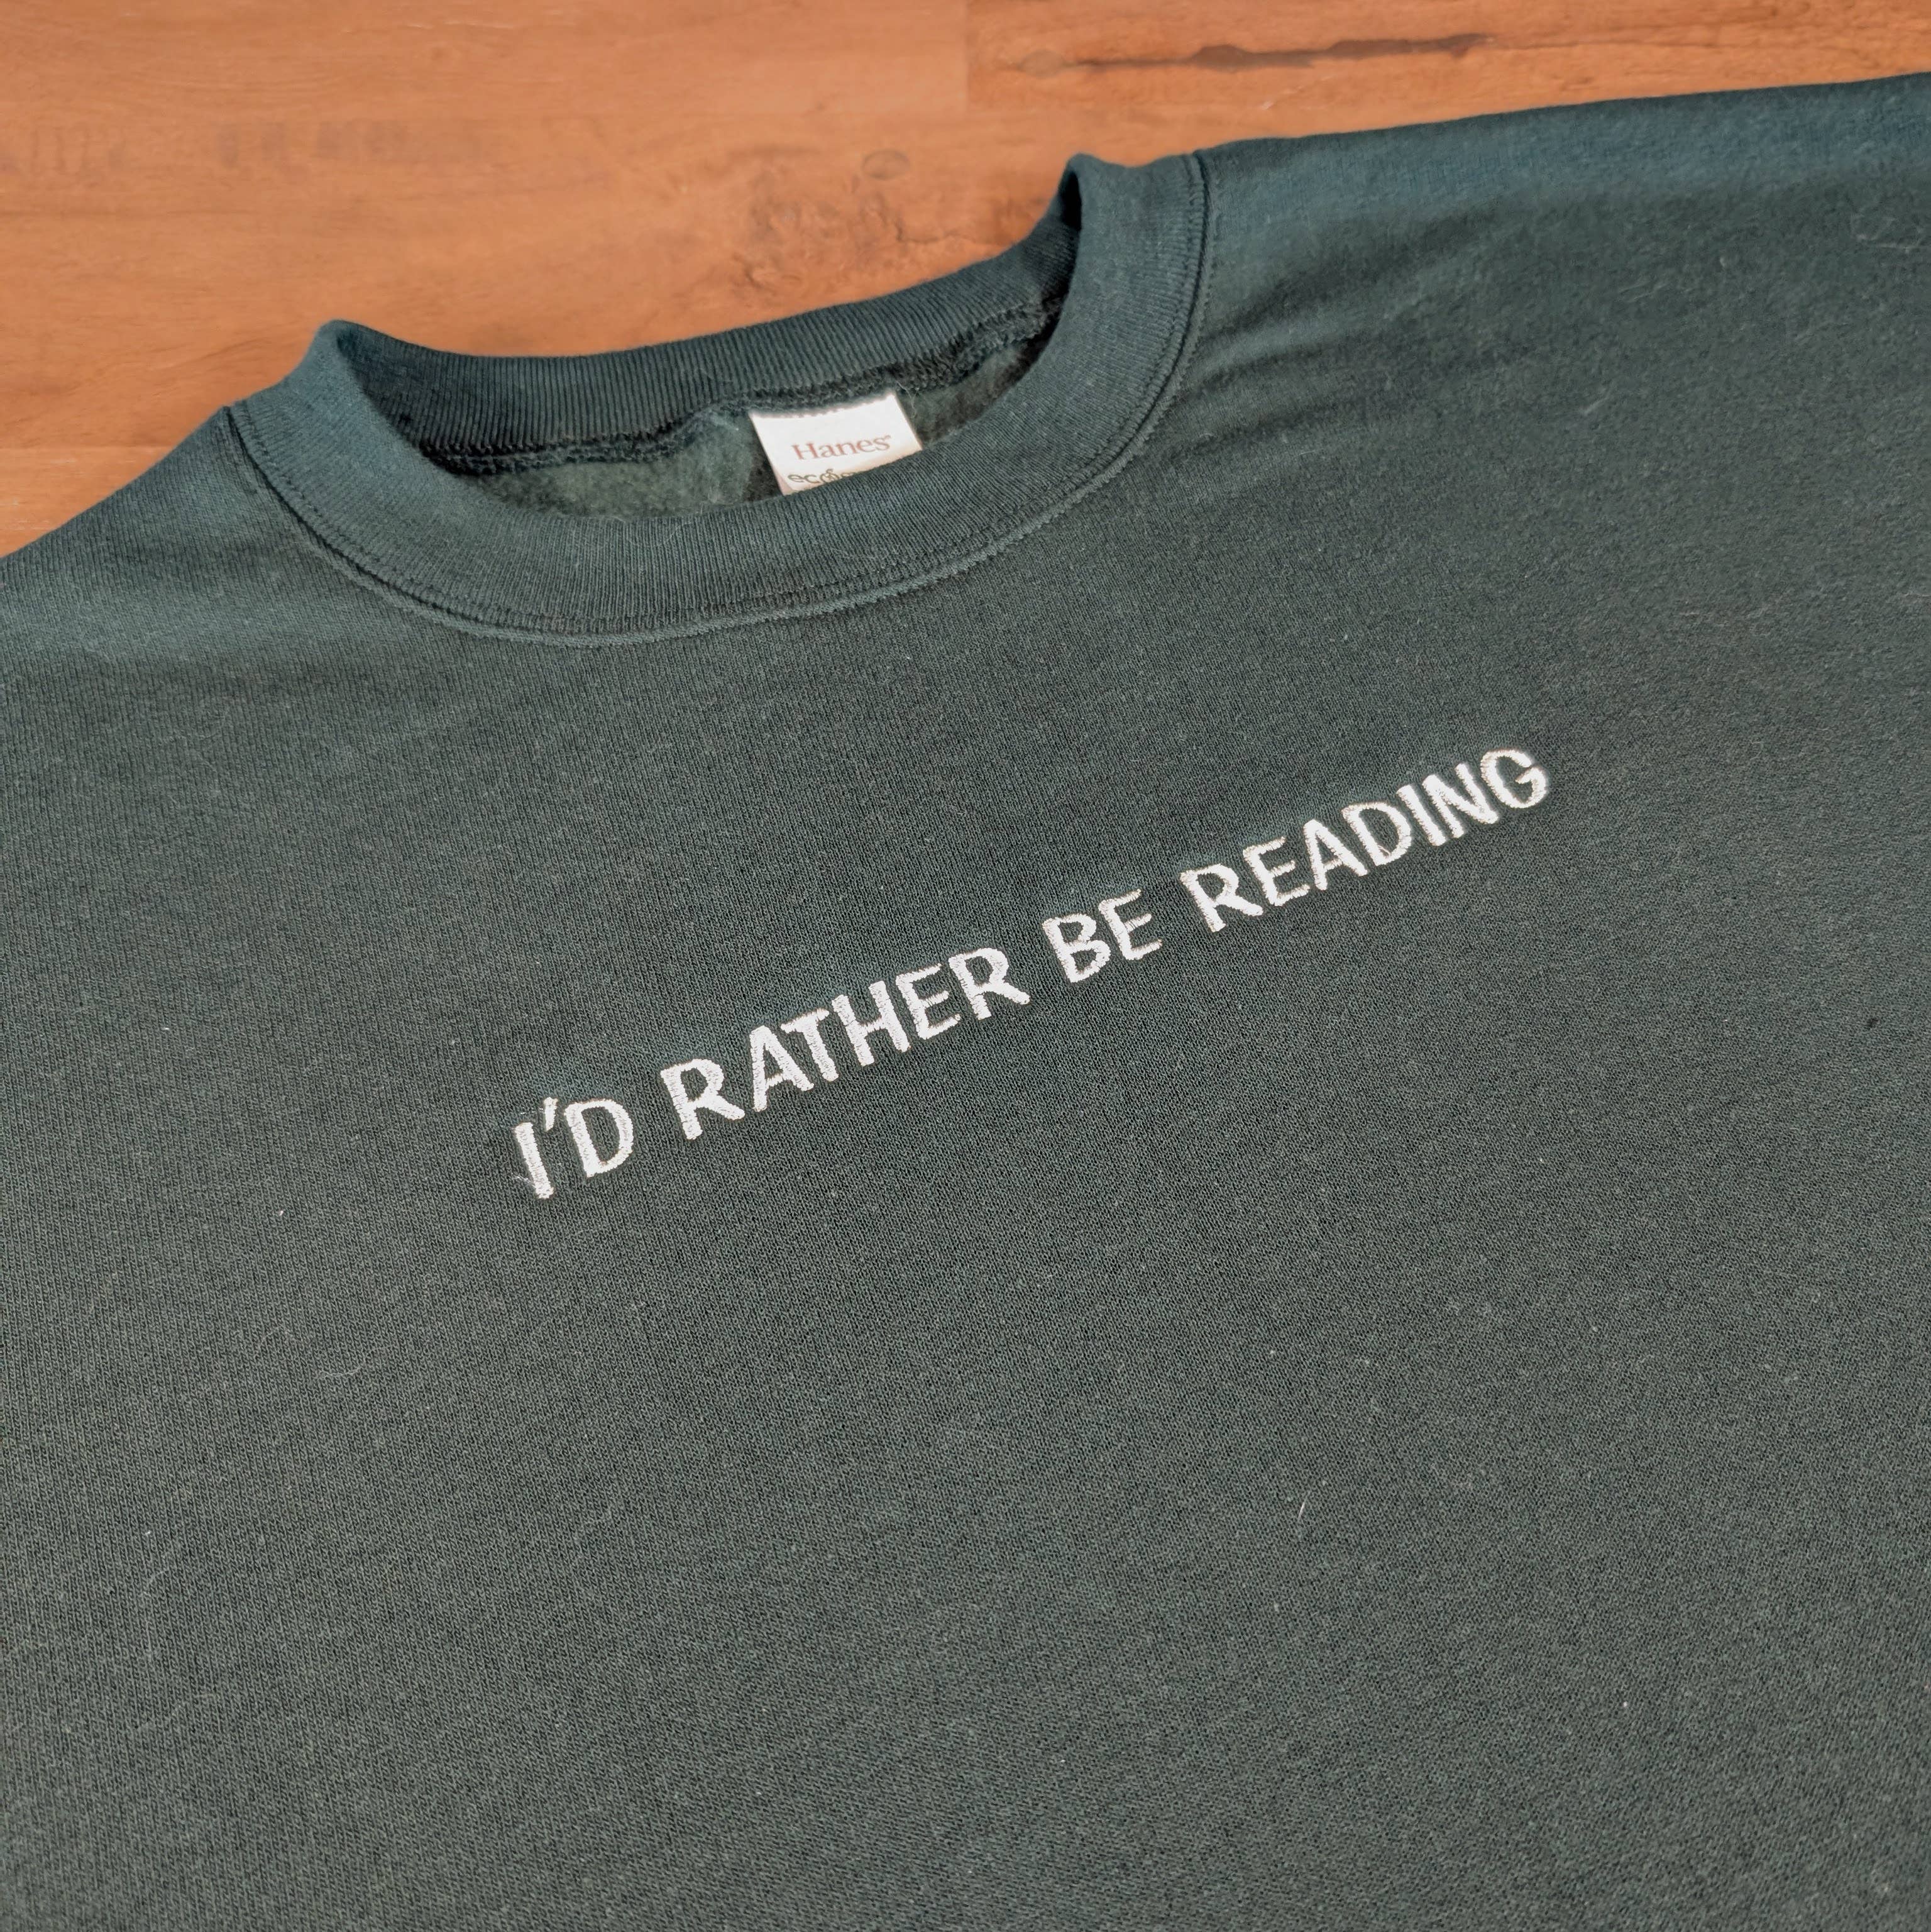 Hanes
I'D RATHER BE READING